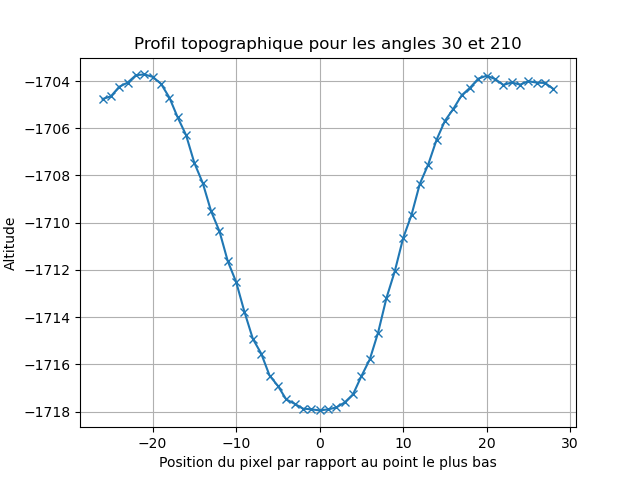 Profil topographique pour les angles 30 et 210
Altitude
−1704
−1706
−1708
−1710
−1712
−1714
−1716
−1718
−20 −10 0 10 20 30
Position du pixel par rapport au point le plus bas